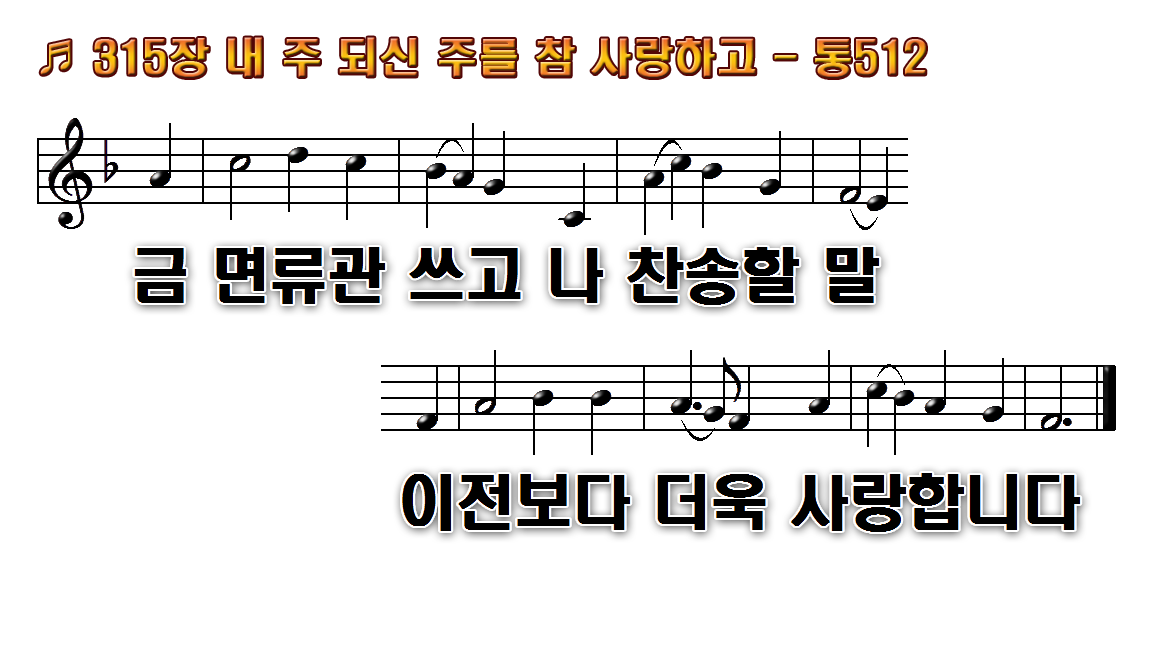 315장 내 주 되신 주를 참 사랑하고 - 통512
금 면류관 쓰고 나 찬송할 말
이전보다 더욱 사랑합니다